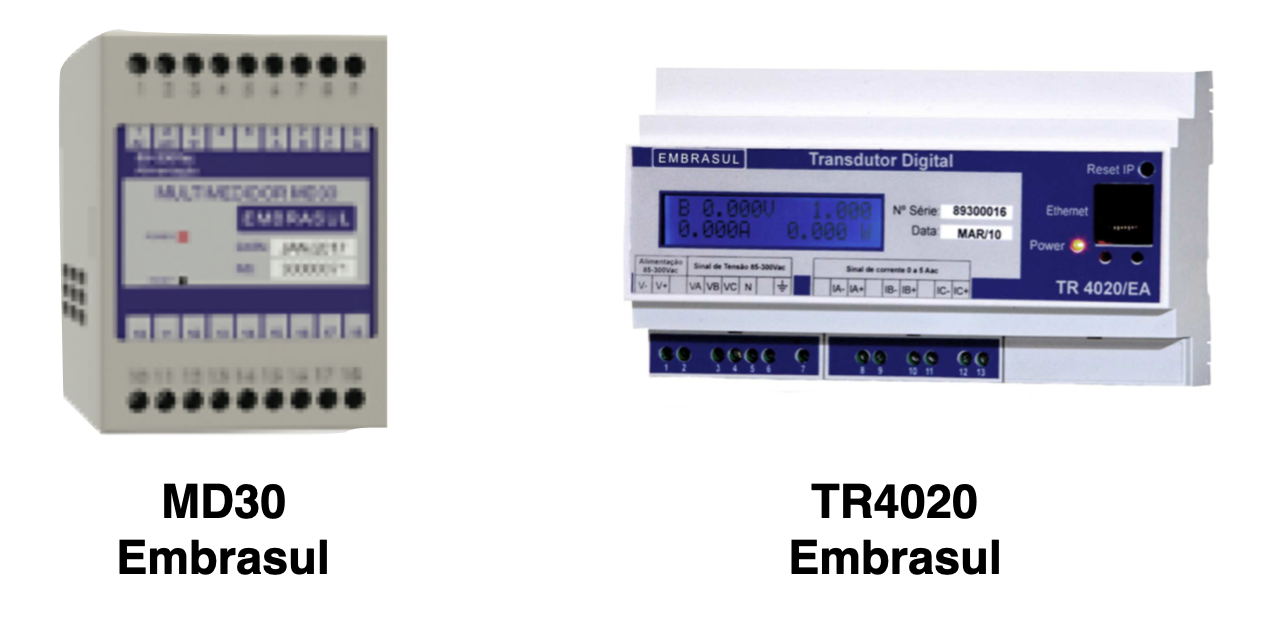 1 2 3 4 5 6 7 8 9
MULTIMEDIDOR MD30
EMBRASUL
10 11 12 13 14 15 16 17 18
MD30
Embrasul
EMBRASUL
Transdutor Digital
Reset IP
B 0.000V 1.000
0.000A 0.000 W
Nº Série: 89300016
Data: MAR/10
Ethernet
Power
Alimentação
85-300Vac
Sinal de Tensão 85-300Vac
Sinal de corrente 0 a 5 Aac
V- V+ VA VB VC N IA- IA+ IB- IB+ IC- IC+
TR 4020/EA
1 2 3 4 5 6 7 8 9 10 11 12 13
TR4020
Embrasul